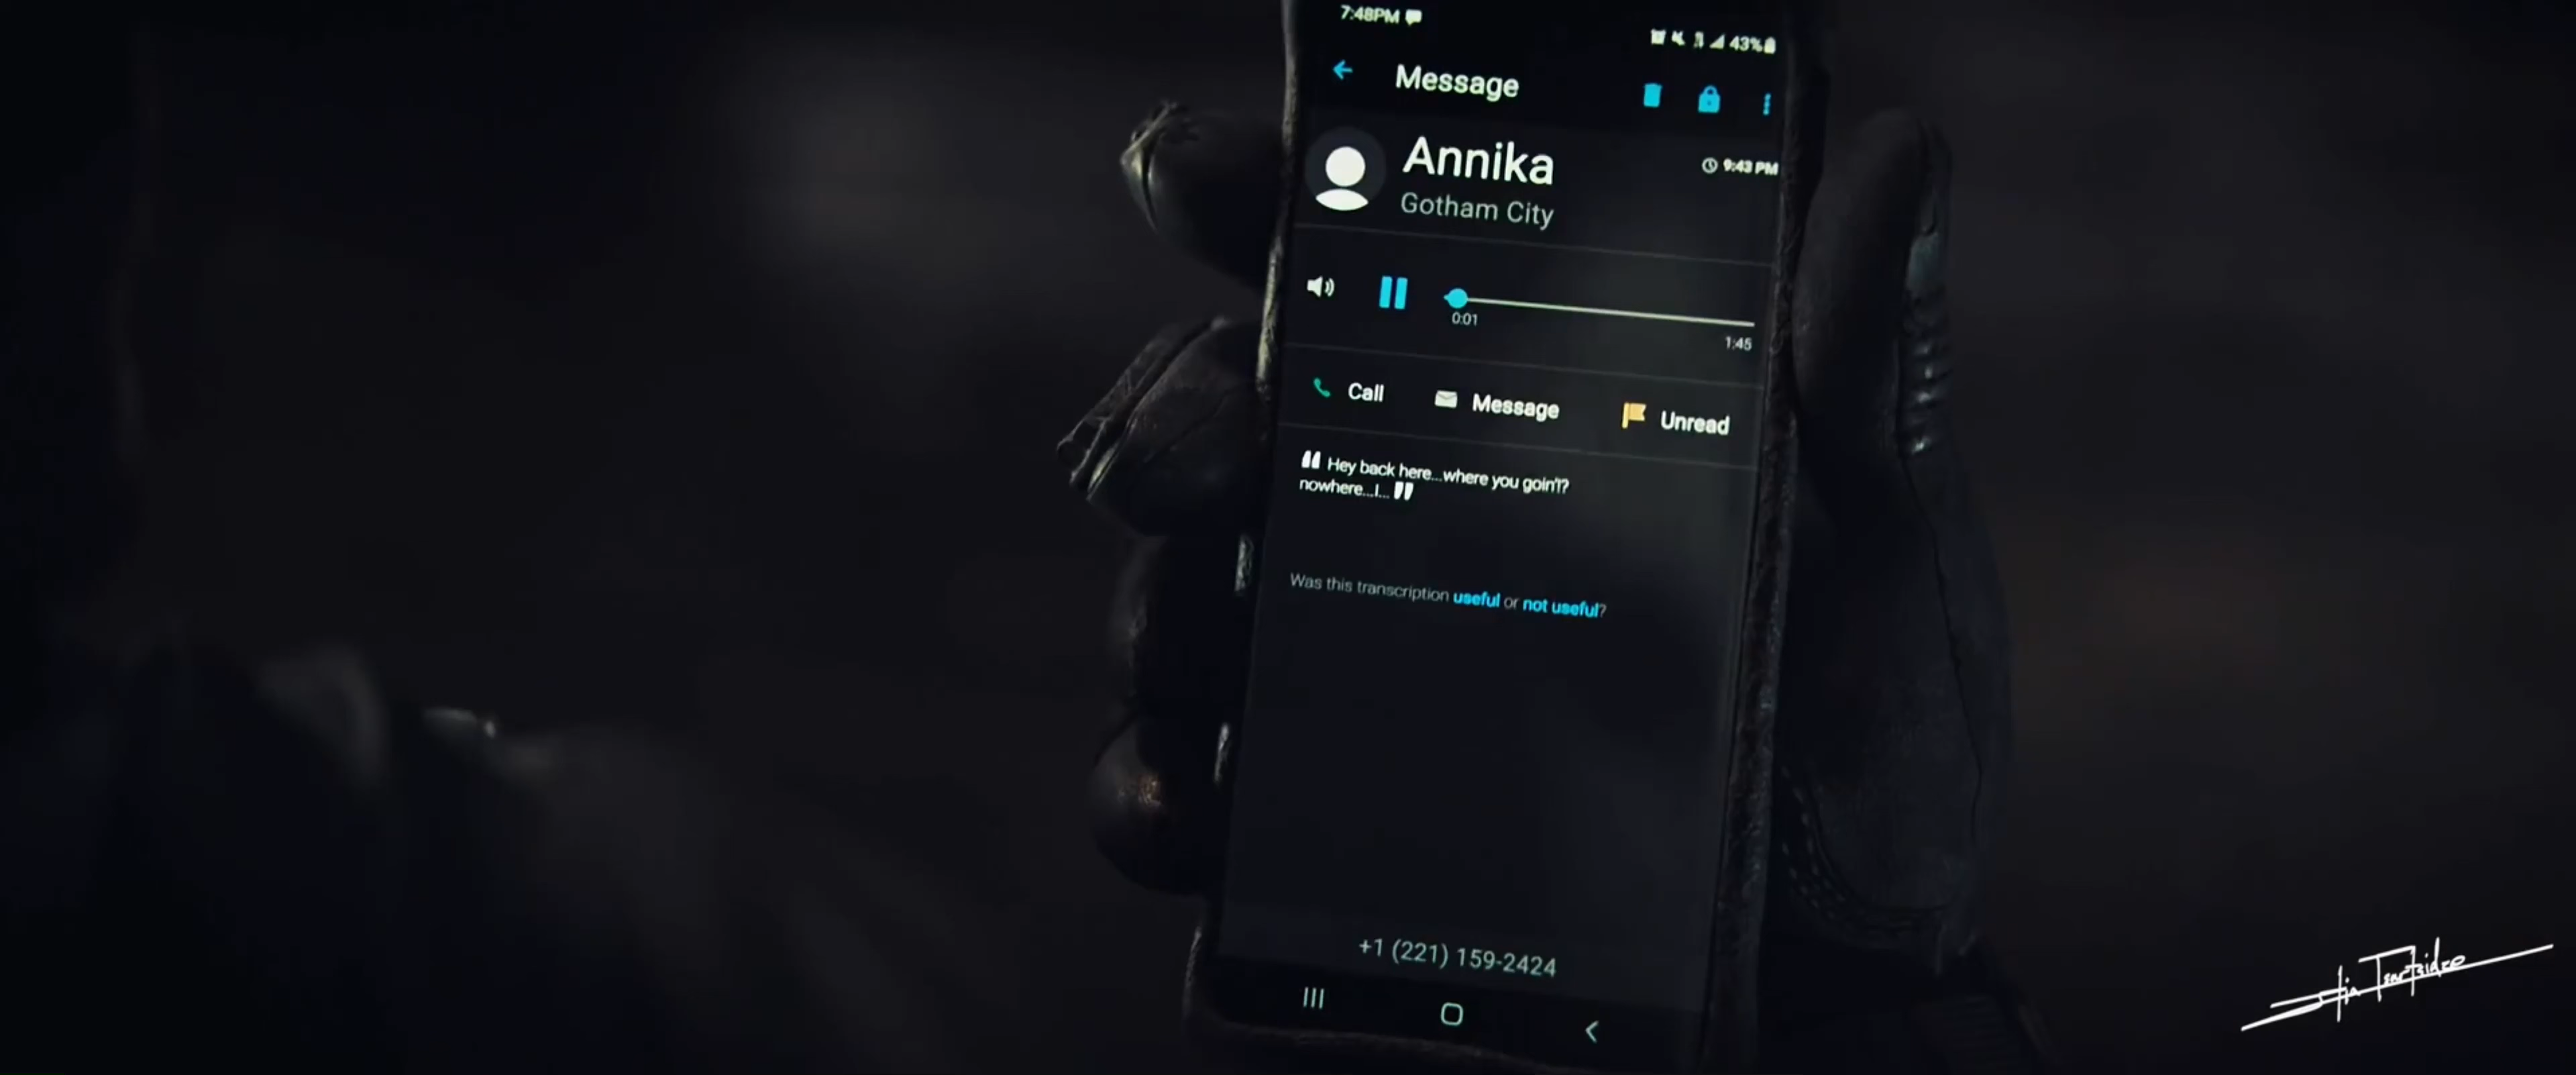 7:48PM
43%
Message
Annika
9:43 PM
Gotham City
0:01
1:45
Call Message Unread
“ Hey back here...where you goin'!?
nowhere...I... ”
Was this transcription useful or not useful?
+1 (221) 159-2424